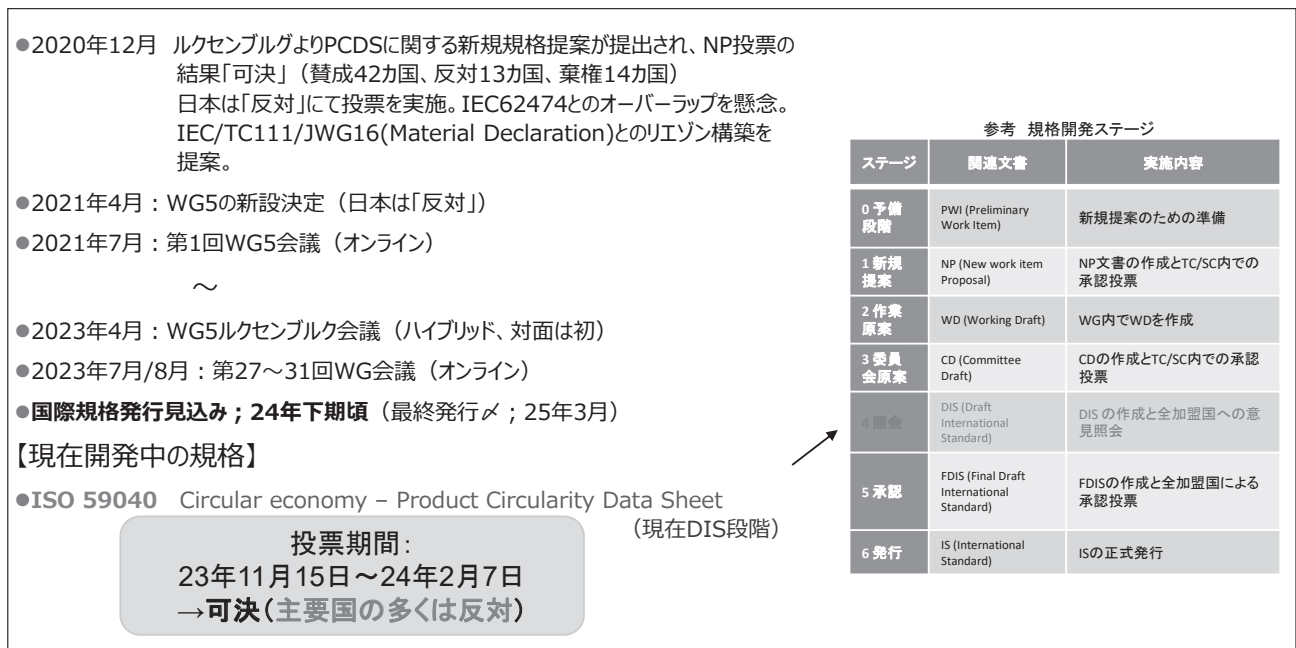 ●2020年12月 ルクセンブルグよりPCDSに関する新規規格提案が提出され、NP投票の
結果「可決」（賛成42カ国、反対13カ国、棄権14カ国）
日本は「反対」にて投票を実施。IEC62474とのオーバーラップを懸念。
IEC/TC111/JWG16(Material Declaration)とのリエゾン構築を
提案。
●2021年4月：WG5の新設決定（日本は「反対」）
●2021年7月：第1回WG5会議（オンライン）
～
●2023年4月：WG5ルクセンブルク会議（ハイブリッド、対面は初）
●2023年7月/8月：第27～31回WG会議（オンライン）
●国際規格発行見込み；24年下期頃（最終発行〆；25年3月）
【現在開発中の規格】
●ISO 59040 Circular economy – Product Circularity Data Sheet
（現在DIS段階）
投票期間：
23年11月15日～24年2月7日
→可決（主要国の多くは反対）
参考 規格開発ステージ
ステージ 関連文書 実施内容
0 予備
段階
PWI (Preliminary
Work Item)
新規提案のための準備
1 新規
提案
NP (New work item
Proposal)
NP文書の作成とTC/SC内での
承認投票
2 作業
原案
WD (Working Draft)
WG内でWDを作成
3 委員
会原案
CD (Committee
Draft)
CDの作成とTC/SC内での承認
投票
4 照会
DIS (Draft
International
Standard)
DIS の作成と全加盟国への意
見照会
5 承認
FDIS (Final Draft
International
Standard)
FDISの作成と全加盟国による
承認投票
6 発行
IS (International
Standard)
ISの正式発行